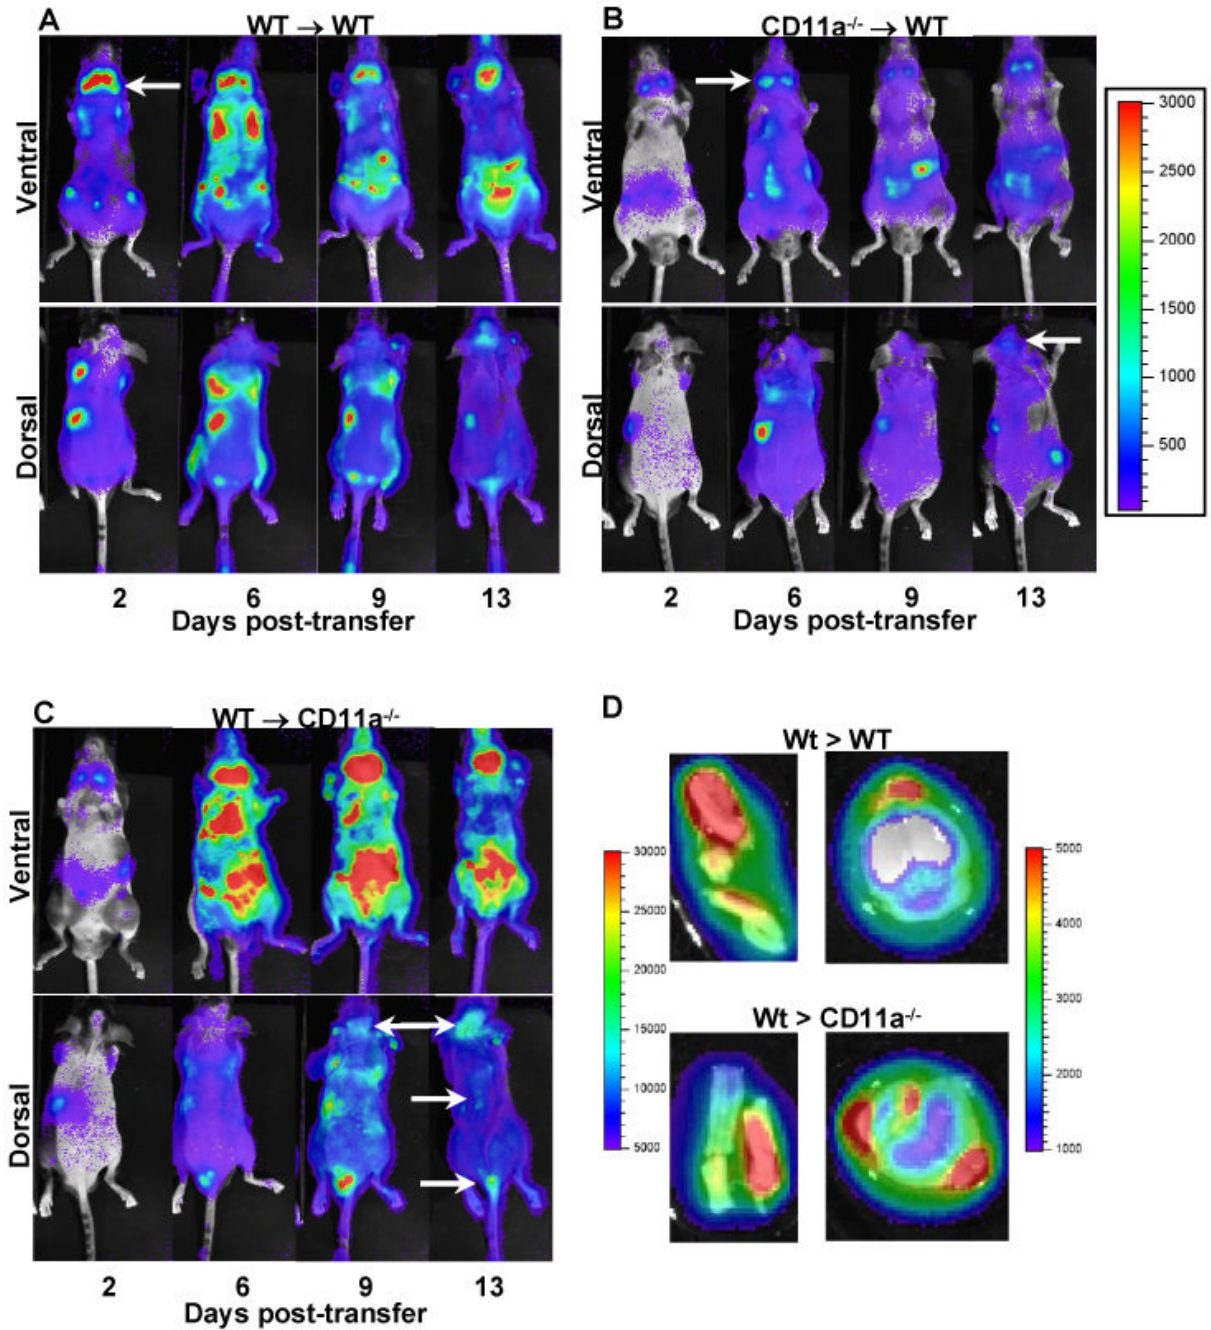 A
WT → WT
Ventral
Dorsal
2
6
9
13
Days post-transfer
B
CD11a-/- → WT
Ventral
Dorsal
2
6
9
13
Days post-transfer
3000
2500
2000
1500
1000
500
C
WT → CD11a-/-
Ventral
Dorsal
2
6
9
13
Days post-transfer
D
Wt > WT
Wt > CD11a-/-
30000
25000
20000
15000
10000
5000
5000
4000
3000
2000
1000